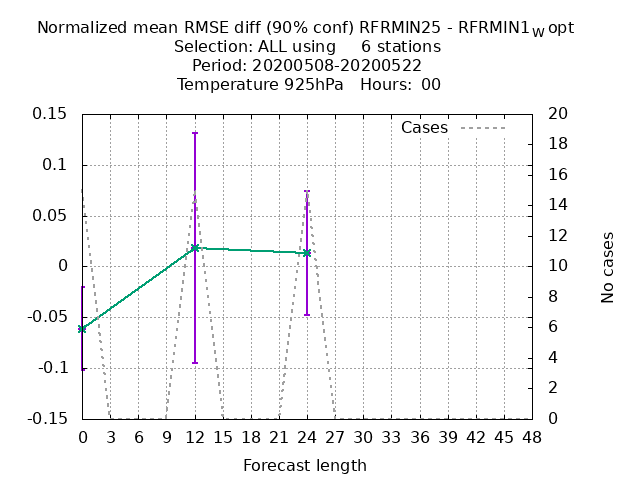 Normalized mean RMSE diff (90% conf) RFRMIN25 - RFRMIN1wopt
Selection: ALL using 6 stations
Period: 20200508-20200522
Temperature 925hPa Hours: 00
0.15
0.1
0.05
0
-0.05
-0.1
-0.15
Cases
20
18
16
14
12
10
8
6
4
2
0
No cases
0 3 6 9 12 15 18 21 24 27 30 33 36 39 42 45 48
Forecast length